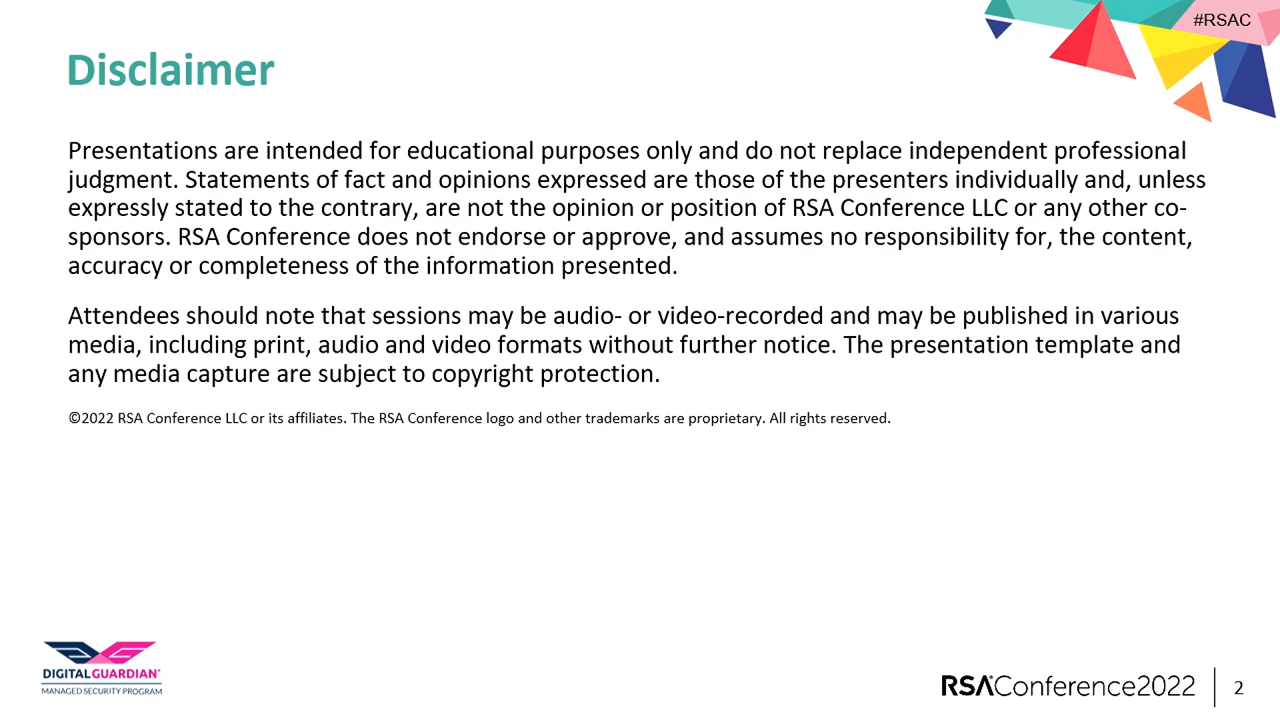 #RSAC
Disclaimer
Presentations are intended for educational purposes only and do not replace independent professional
judgment. Statements of fact and opinions expressed are those of the presenters individually and, unless
expressly stated to the contrary, are not the opinion or position of RSA Conference LLC or any other co-
sponsors. RSA Conference does not endorse or approve, and assumes no responsibility for, the content,
accuracy or completeness of the information presented.
Attendees should note that sessions may be audio- or video-recorded and may be published in various
media, including print, audio and video formats without further notice. The presentation template and
any media capture are subject to copyright protection.
©2022 RSA Conference LLC or its affiliates. The RSA Conference logo and other trademarks are proprietary. All rights reserved.
DIGITALGUARDIAN
MANAGED SECURITY PROGRAM
RSAConference2022
2